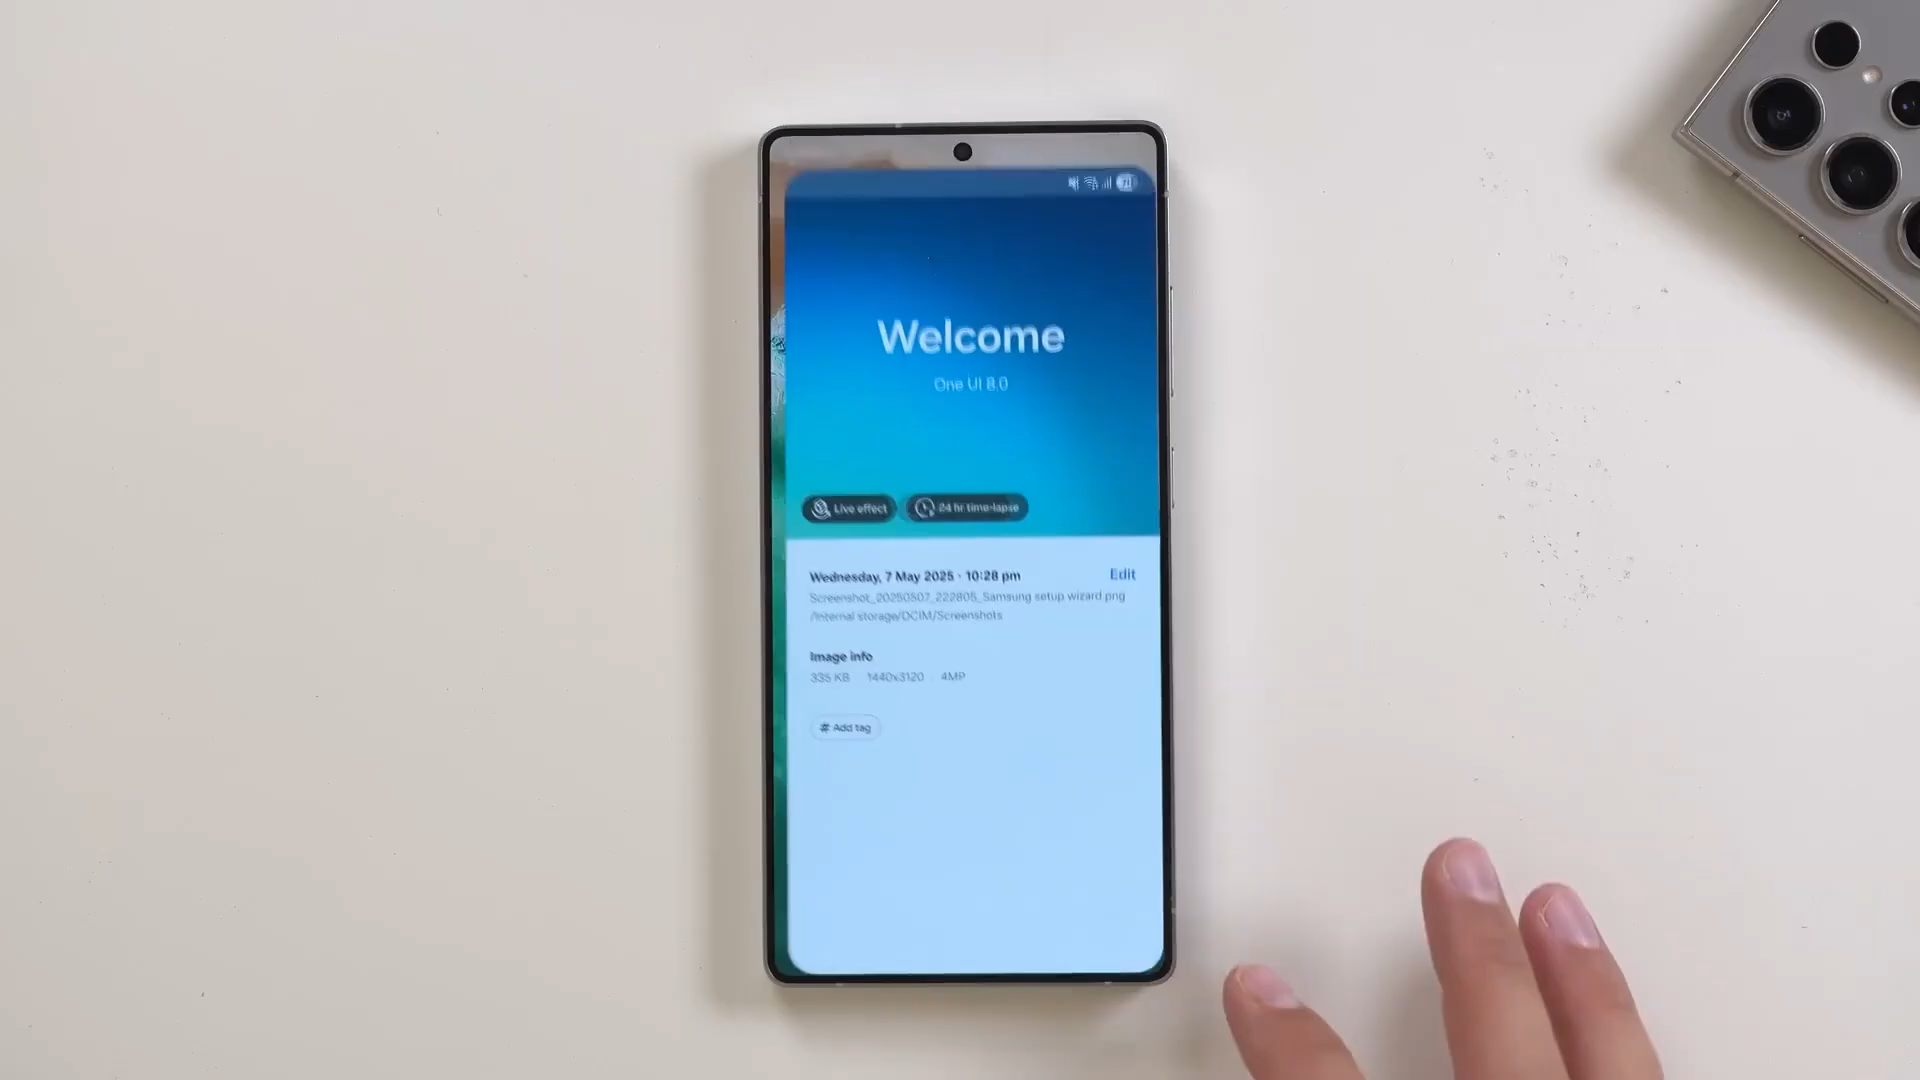 Welcome
One UI 8.0
Live effect
24 hr time-lapse
Wednesday, 7 May 2025 · 10:28 pm
Edit
Screenshot_20250507_222805_Samsung setup wizard.png
/Internal storage/DCIM/Screenshots
Image info
335 KB 1440x3120 4MP
# Add tag